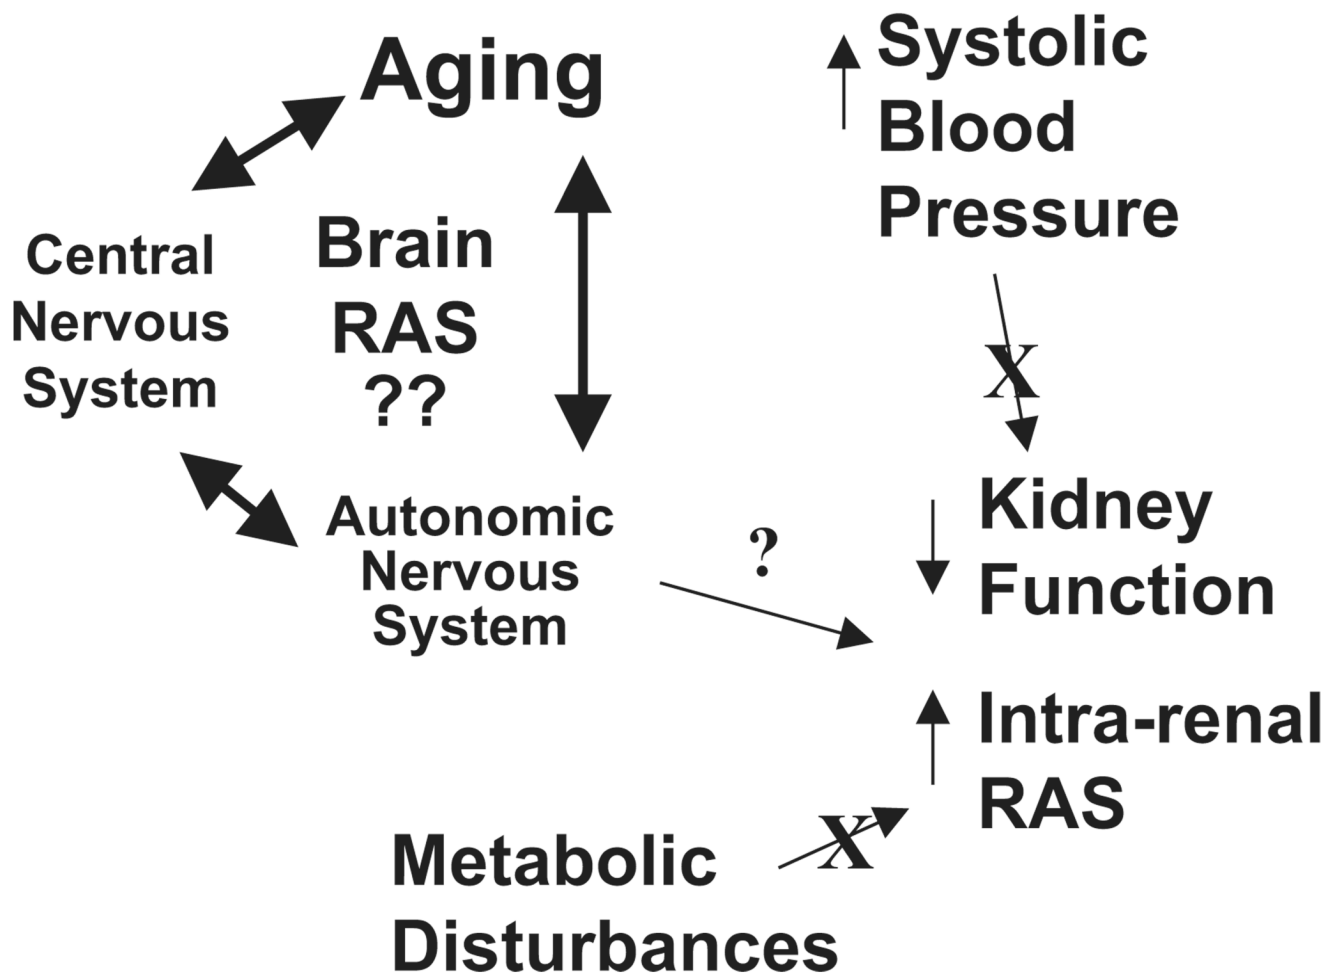 Aging
Systolic
Blood
Pressure
Central
Nervous
System
Brain
RAS
??
X
Autonomic
Nervous
System
?
Kidney
Function
Intra-renal
RAS
X
Metabolic
Disturbances